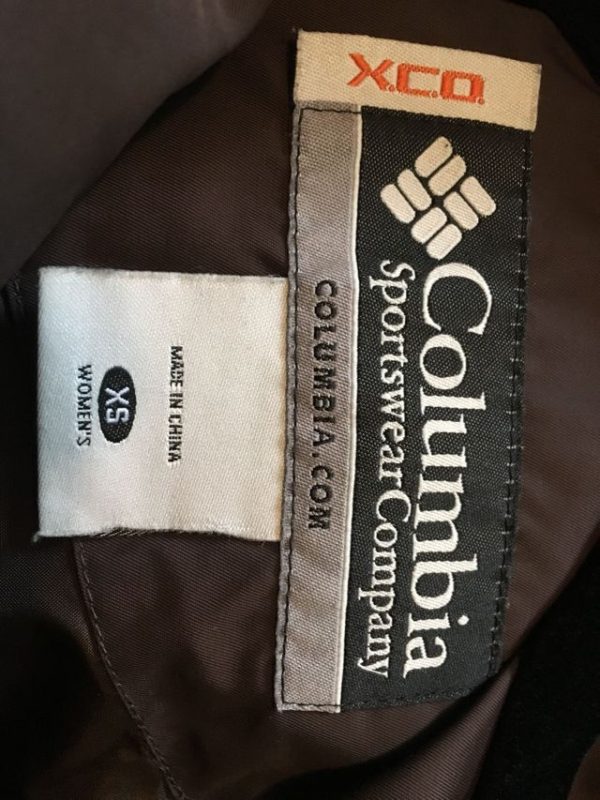 X.C.O.
Columbia
Sportswear Company
COLUMBIA.COM
MADE IN CHINA
XS
WOMEN'S